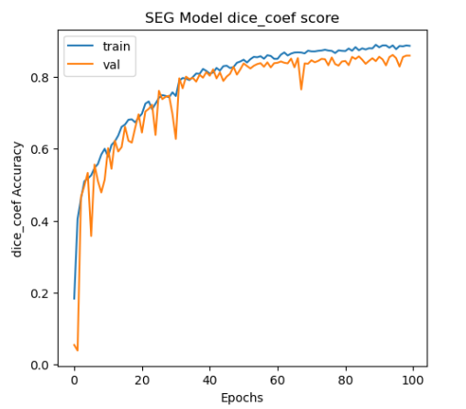 SEG Model dice_coef score
train
val
dice_coef Accuracy
0.8
0.6
0.4
0.2
0.0
0 20 40 60 80 100
Epochs